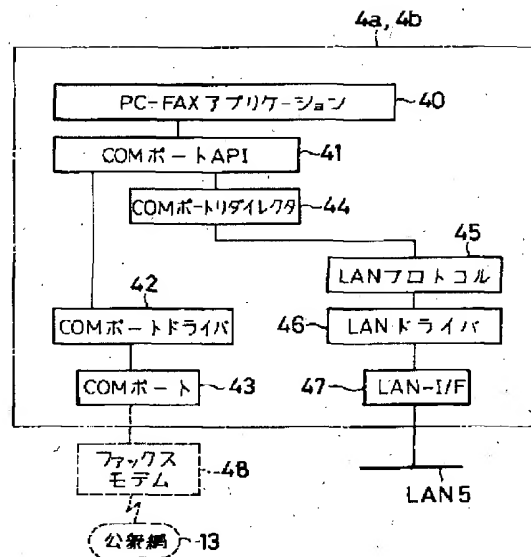 4a, 4b
PC-FAXアプリケーション
40
COMポートAPI
41
COMポートリダイレクタ
44
45
LANプロトコル
42
COMポートドライバ
46
LANドライバ
COMポート
43
47
LAN-I/F
ファックス
モデム
48
LAN5
公衆網
13